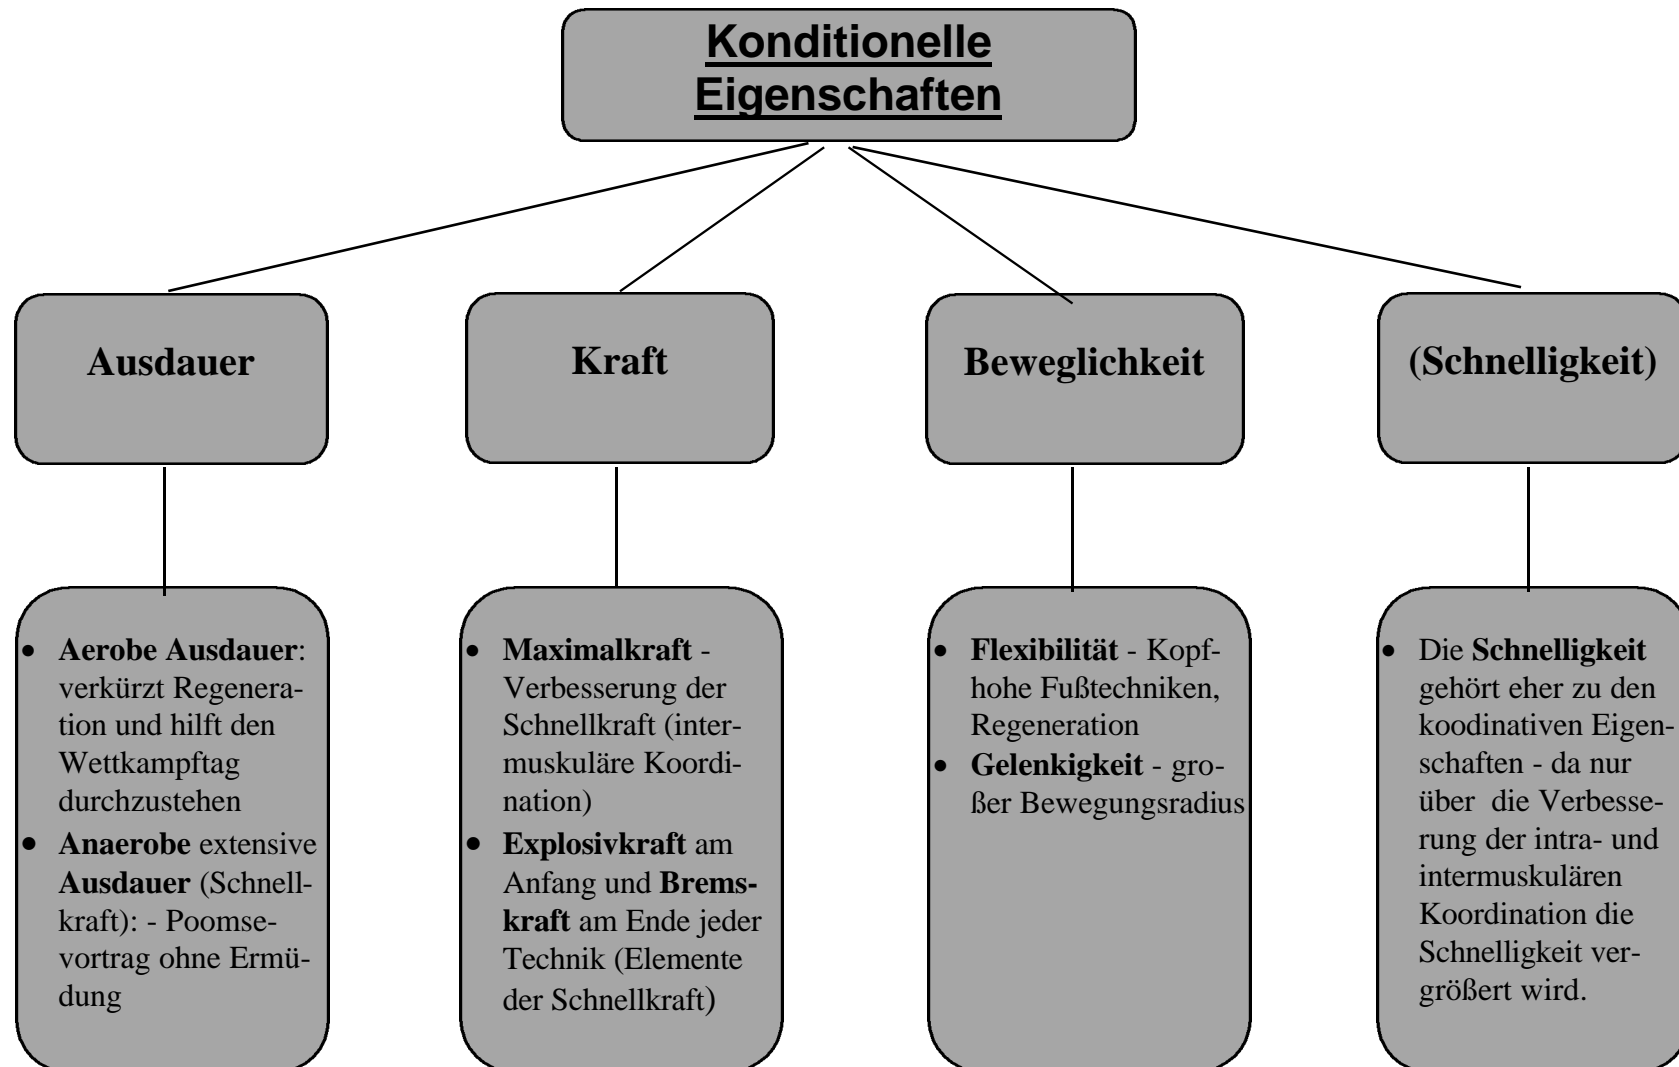 Konditionelle
Eigenschaften
Ausdauer
Kraft
Beweglichkeit
(Schnelligkeit)
• Aerobe Ausdauer:
verkürzt Regenera-
tion und hilft den
Wettkampftag
durchzustehen
• Anaerobe extensive
Ausdauer (Schnell-
kraft): - Poomse-
vortrag ohne Ermü-
dung
• Maximalkraft -
Verbesserung der
Schnellkraft (inter-
muskuläre Koordi-
nation)
• Explosivkraft am
Anfang und Brems-
kraft am Ende jeder
Technik (Elemente
der Schnellkraft)
• Flexibilität - Kopf-
hohe Fußtechniken,
Regeneration
• Gelenkigkeit - gro-
ßer Bewegungsradius
• Die Schnelligkeit
gehört eher zu den
koodinativen Eigen-
schaften - da nur
über die Verbesse-
rung der intra- und
intermuskulären
Koordination die
Schnelligkeit ver-
größert wird.